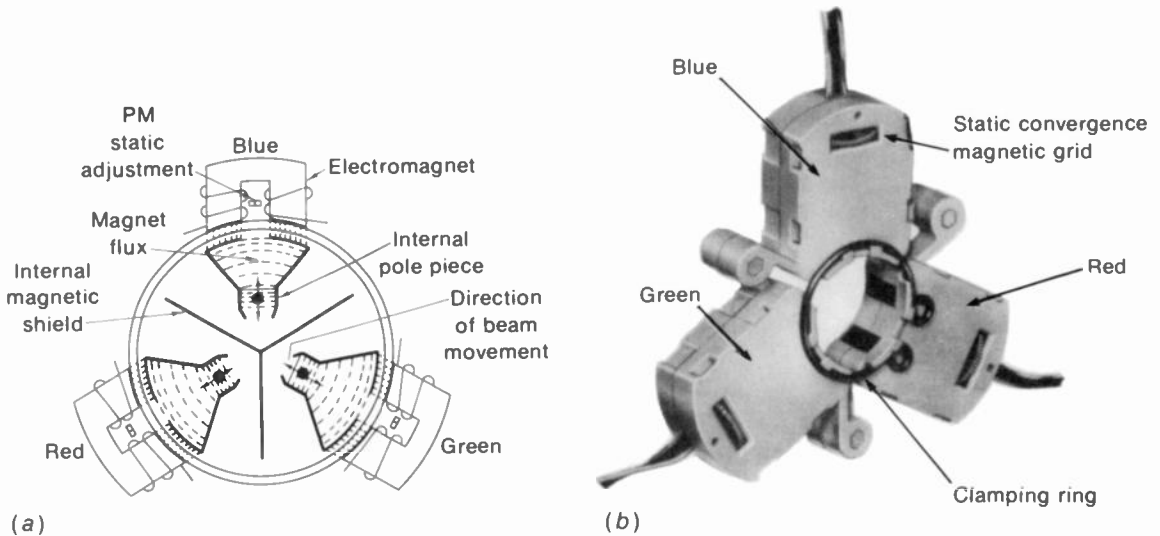 PM
static
adjustment
Blue
Electromagnet
Magnet
flux
Internal
pole piece
Internal
magnetic
shield
Direction
of beam
movement
Red
Green
(a)
Blue
Static convergence
magnetic grid
Red
Green
Clamping ring
(b)